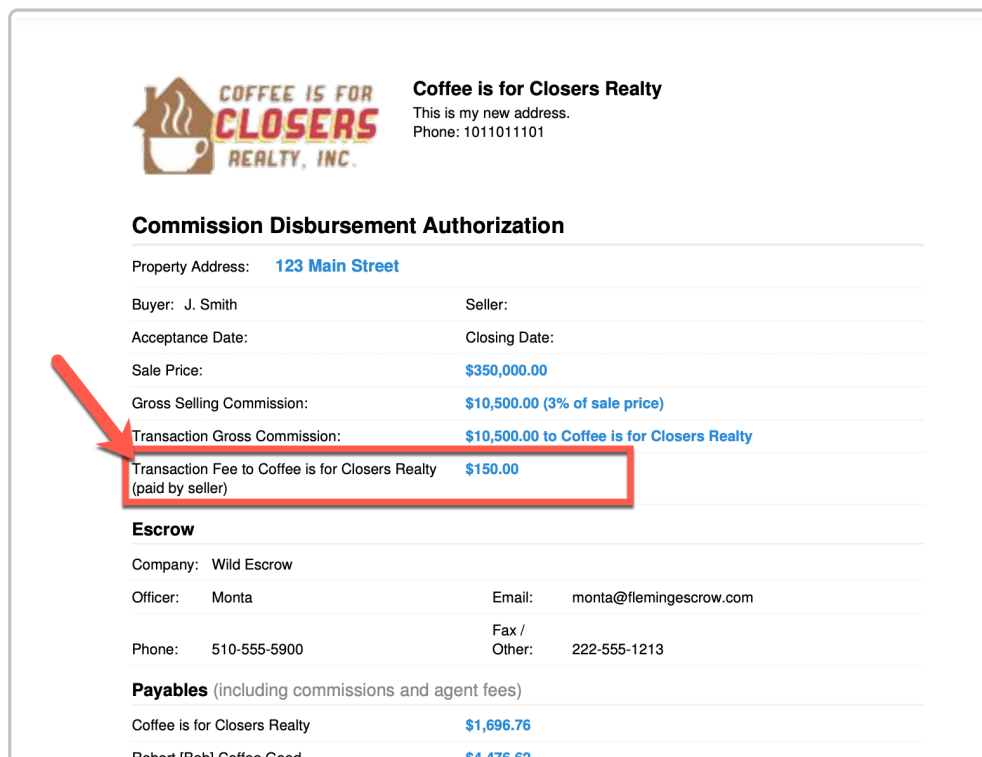 COFFEE IS FOR
CLOSERS
REALTY, INC.
Coffee is for Closers Realty
This is my new address.
Phone: 1011011101
Commission Disbursement Authorization
Property Address: 123 Main Street
Buyer: J. Smith Seller:
Acceptance Date: Closing Date:
Sale Price: $350,000.00
Gross Selling Commission: $10,500.00 (3% of sale price)
Transaction Gross Commission: $10,500.00 to Coffee is for Closers Realty
Transaction Fee to Coffee is for Closers Realty $150.00
(paid by seller)
Escrow
Company: Wild Escrow
Officer: Monta Email: monta@flemingescrow.com
Fax /
Phone: 510-555-5900 Other: 222-555-1213
Payables (including commissions and agent fees)
Coffee is for Closers Realty $1,696.76
Robert [Bob] Coffee Good